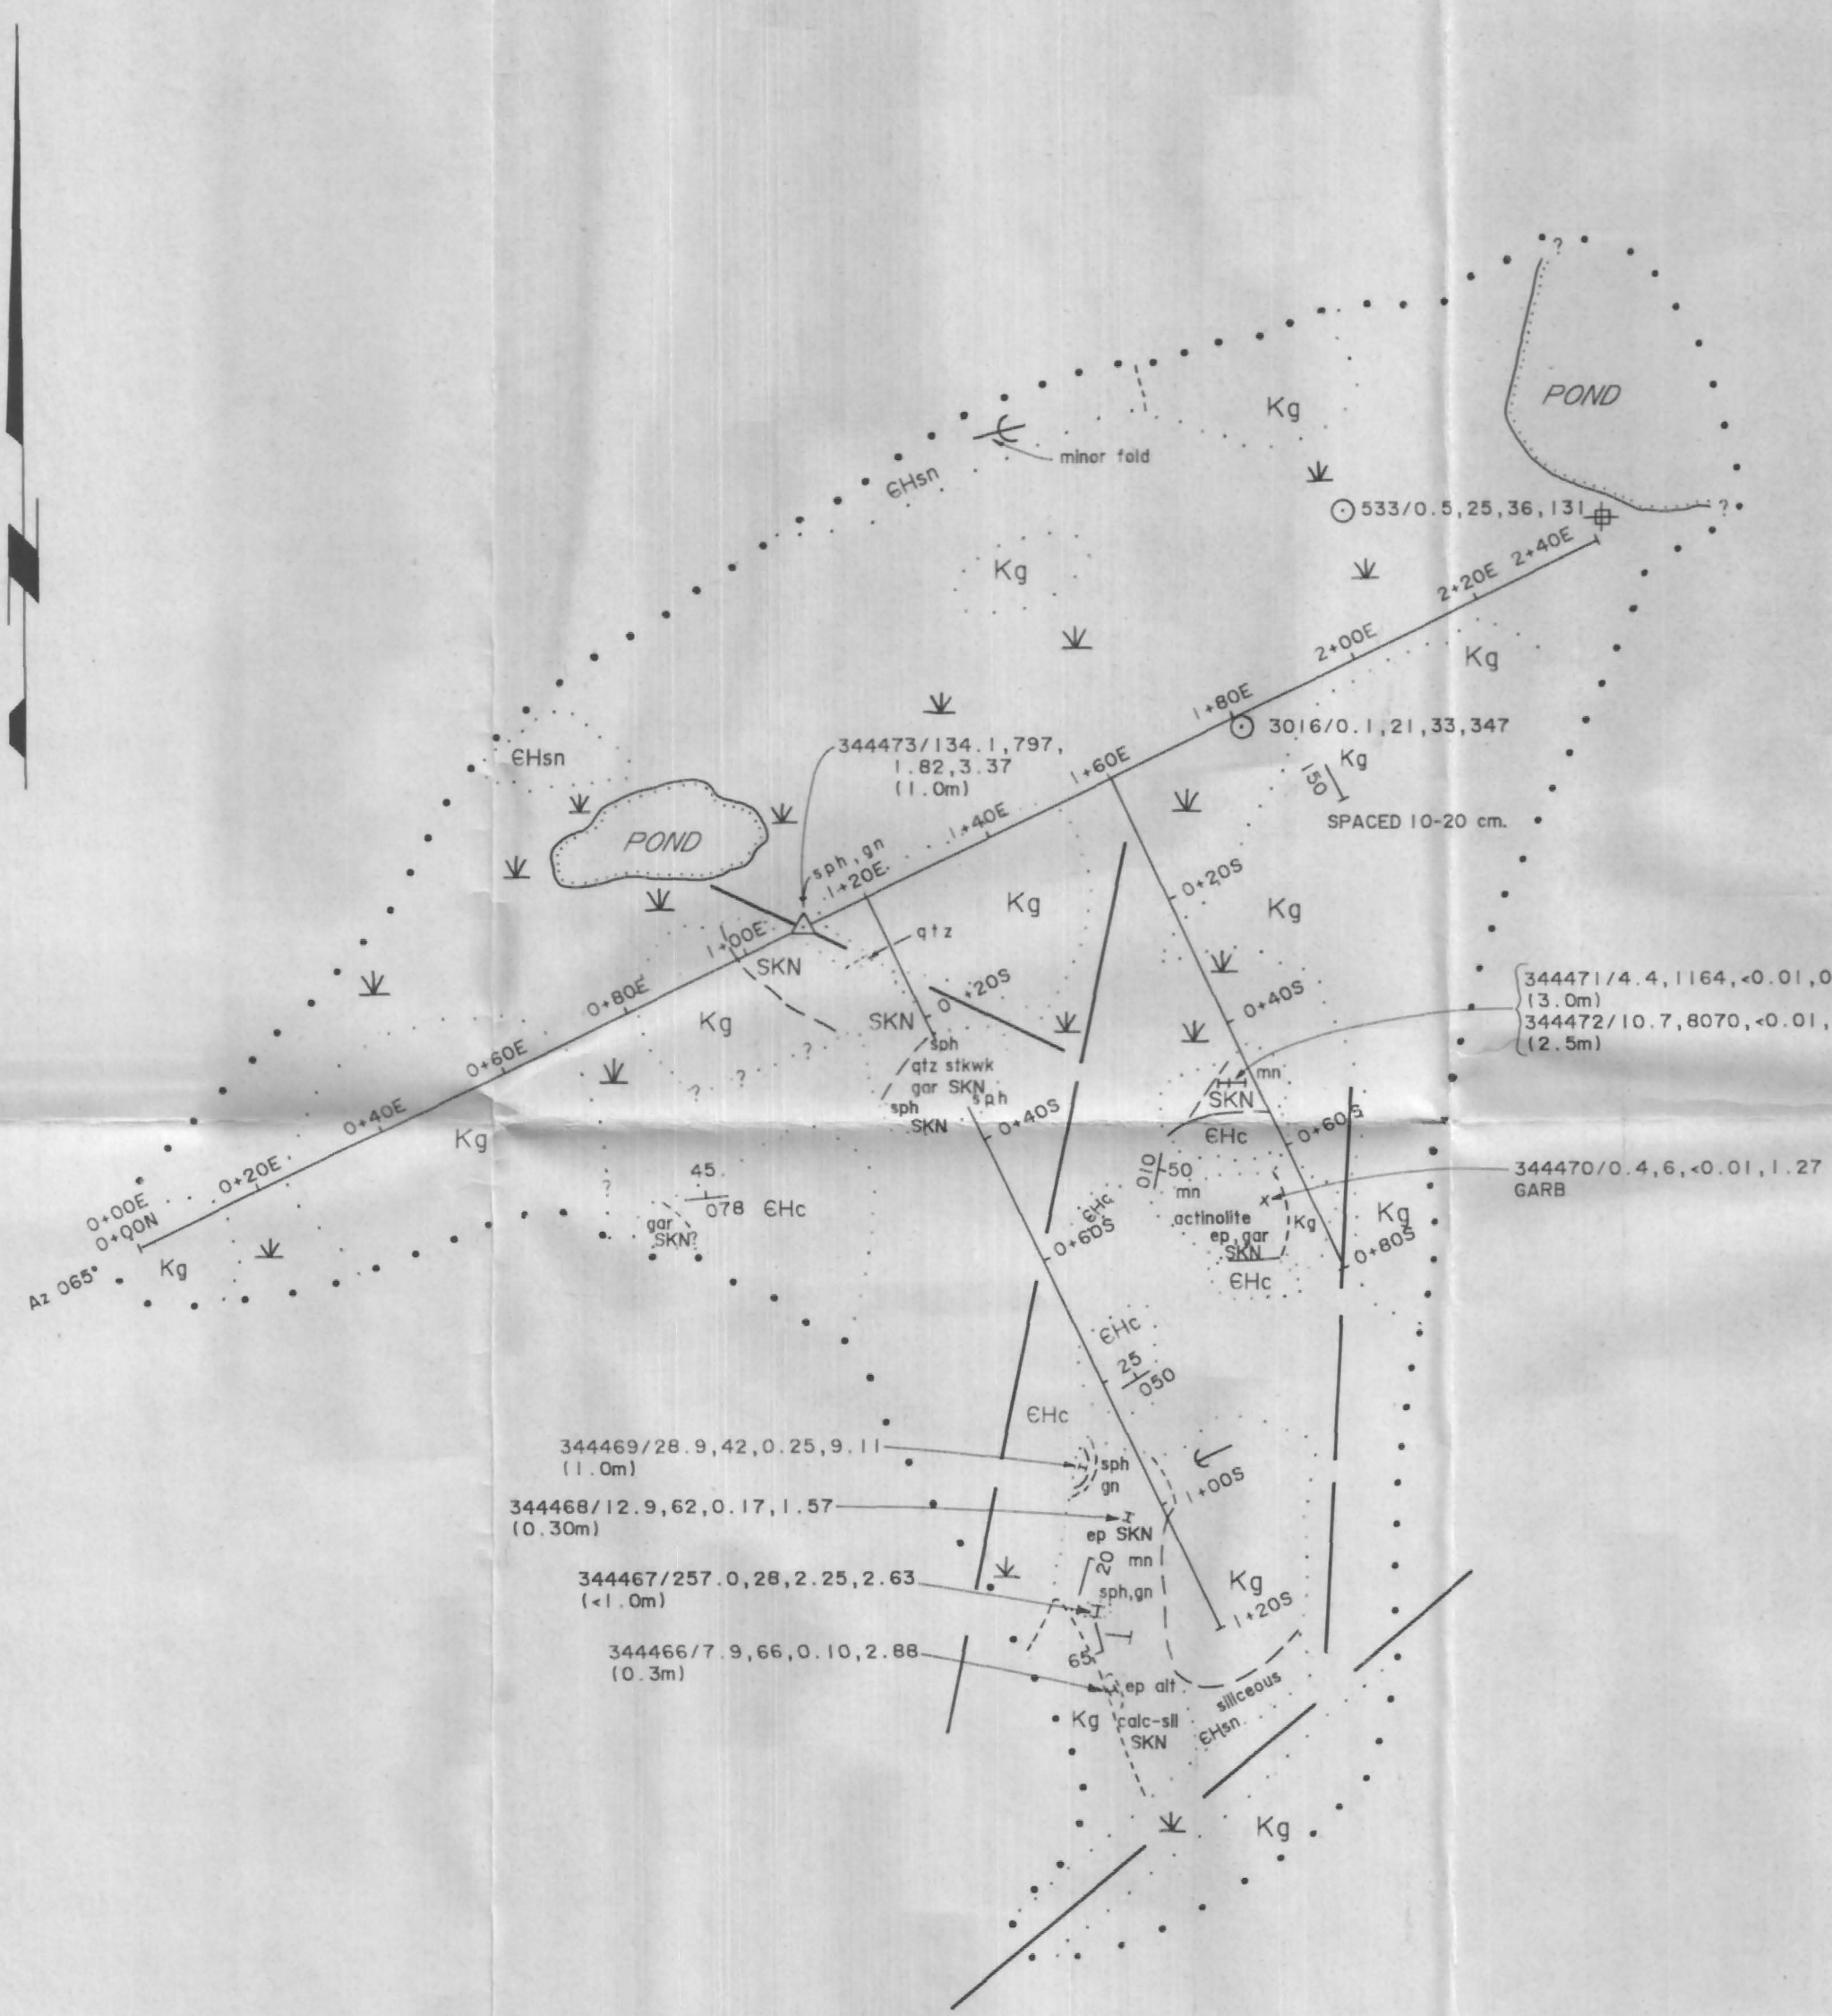 ?
POND
Kg
minor fold
ЄHsn
533/0.5,25,36,131
?
2+40E
2+20E
Kg
2+00E
Kg
1+80E
3016/0.1,21,33,347
Kg
50
SPACED 10-20 cm.
344473/134.1,797,
1.82,3.37
(1.0m)
1+60E
ЄHsn
POND
1+40E
sph,gn
1+20E
Kg
0+20S
Kg
qtz
1+00E
SKN
0+20S
0+80E
Kg
SKN
0+40S
344471/4.4,1164,<0.01,0
(3.0m)
344472/10.7,8070,<0.01,
(2.5m)
sph
qtz stkwk
gar SKN
sph
sph
SKN
?
?
?
0+60E
0+40S
mn
SKN
0+40E
Kg
ЄHc
0+60S
0+20E
45
078
ЄHc
?
gar
SKN?
010
50
mn
344470/0.4,6,<0.01,1.27
GARB
0+00E
0+00N
Az 065°
Kg
ЄHc
0+60S
actinolite
ep,gar
SKN
Kg
Kg
0+80S
ЄHc
ЄHc
25
050
ЄHc
344469/28.9,42,0.25,9.11
(1.0m)
sph
gn
1+00S
344468/12.9,62,0.17,1.57
(0.30m)
ep SKN
20
mn
344467/257.0,28,2.25,2.63
(<1.0m)
sph,gn
Kg
1+20S
344466/7.9,66,0.10,2.88
(0.3m)
65
ep alt
Kg
calc-sil
SKN
siliceous
ЄHsn
Kg